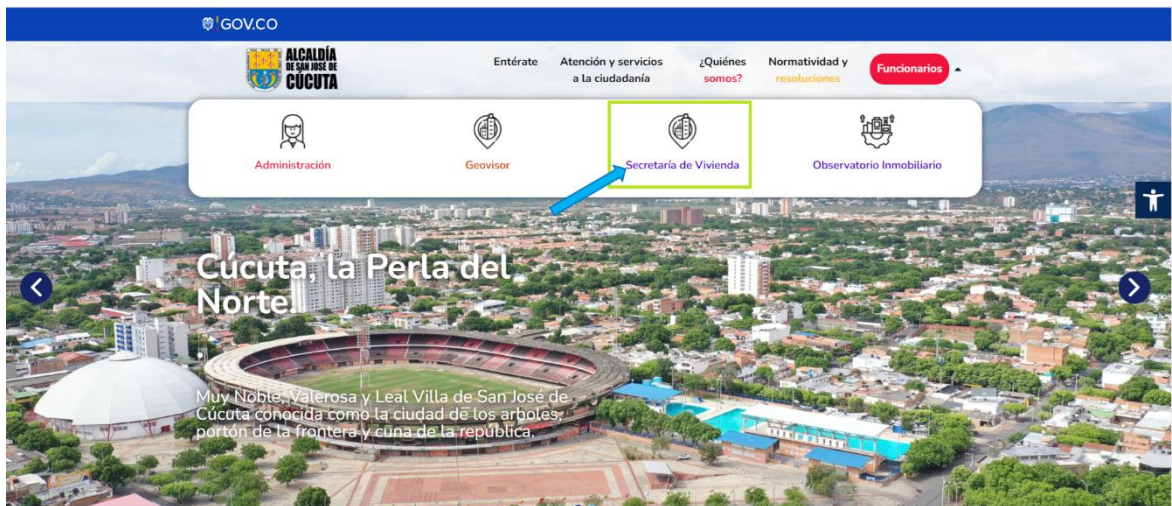 GOV.CO
ALCALDÍA
DE SAN JOSÉ DE
CÚCUTA
Entérate
Atención y servicios
a la ciudadanía
¿Quiénes
somos?
Normatividad y
resoluciones
Funcionarios
Administración
Geovisor
Secretaría de Vivienda
Observatorio Inmobiliario
Cúcuta, la Perla del
Norte.
Muy Noble, Valerosa y Leal Villa de San José de
Cúcuta conocida como la ciudad de los arboles,
portón de la frontera y cuna de la república.